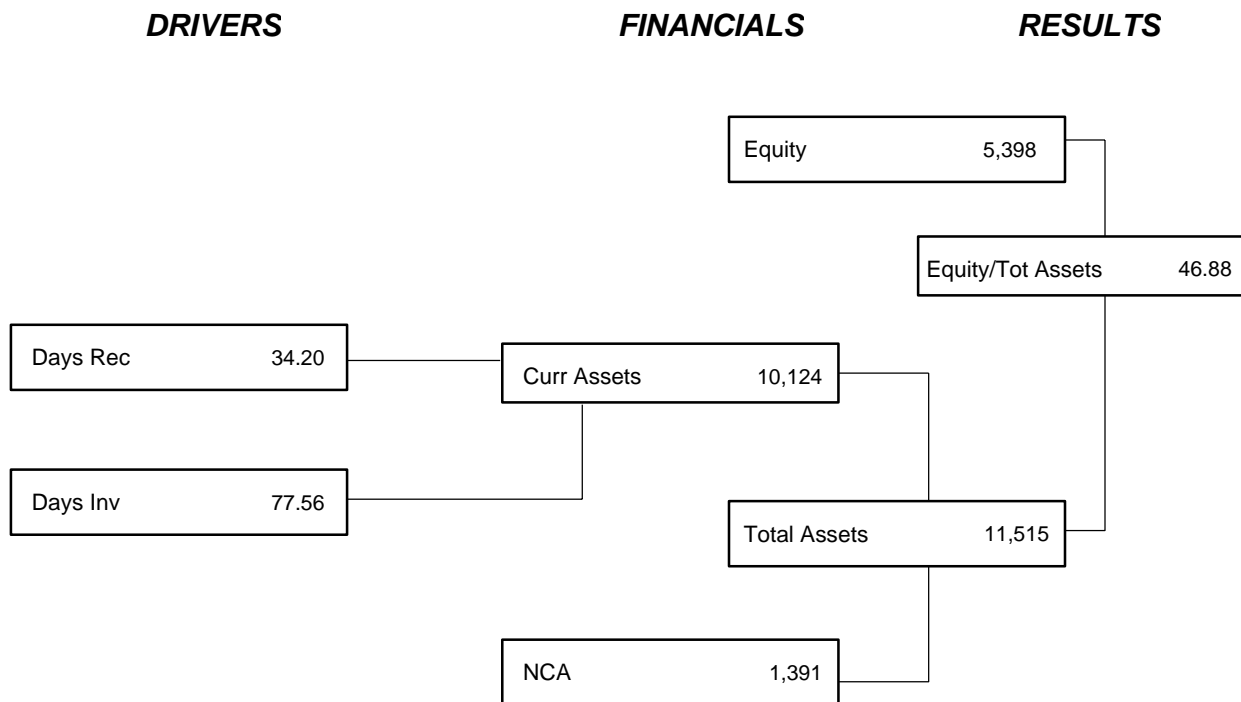 DRIVERS FINANCIALS RESULTS
Equity 5,398
Equity/Tot Assets 46.88
Days Rec 34.20
Curr Assets 10,124
Days Inv 77.56
Total Assets 11,515
NCA 1,391